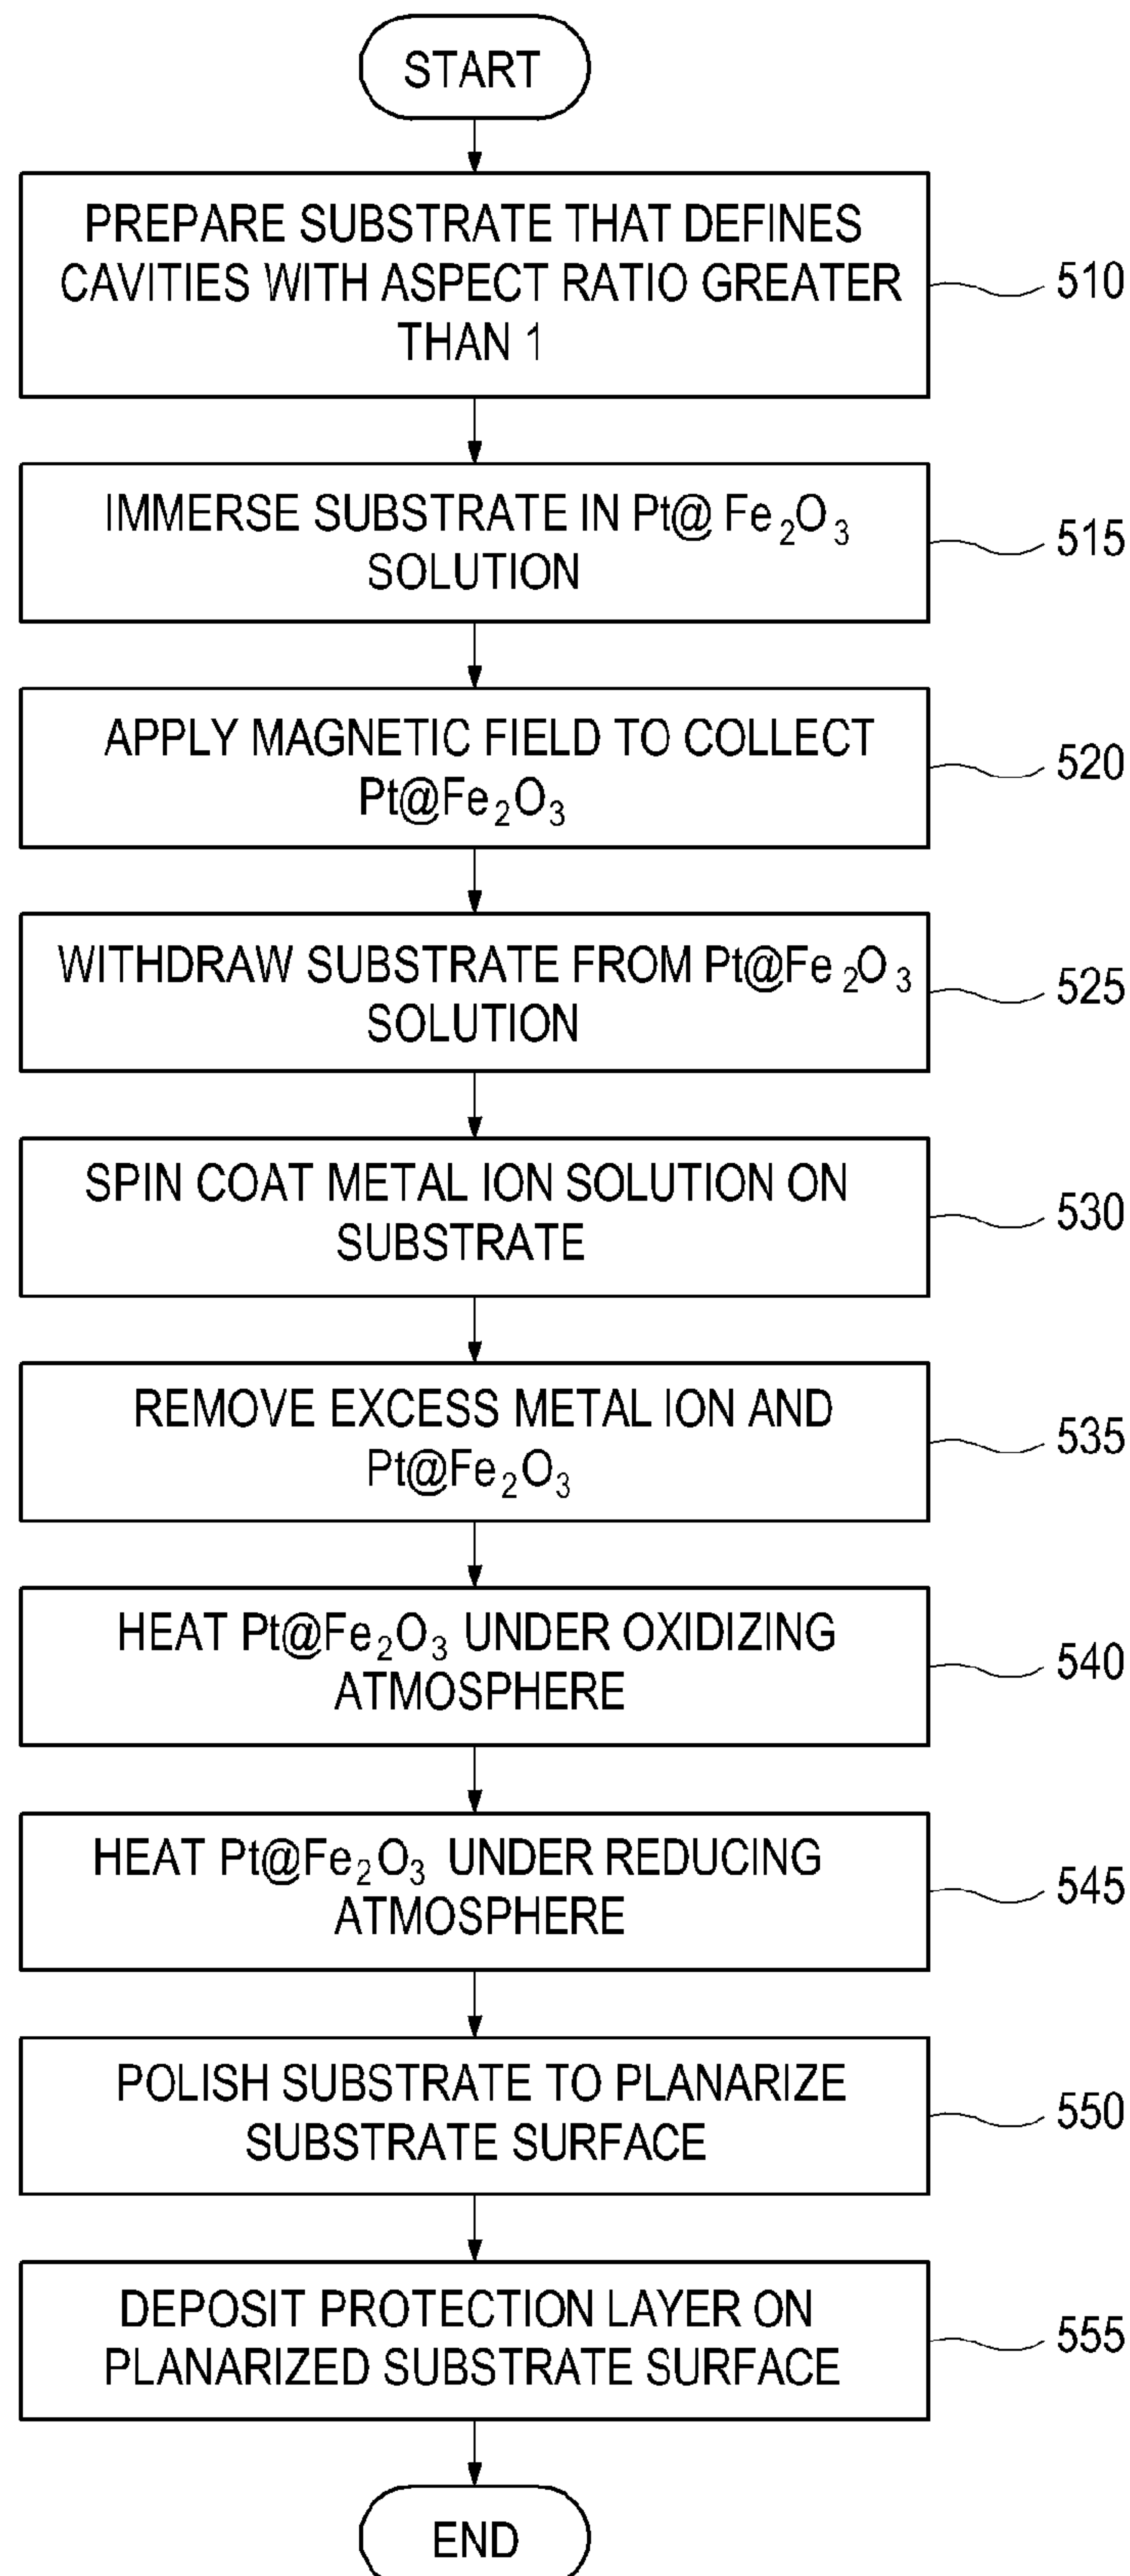 START
PREPARE SUBSTRATE THAT DEFINES
CAVITIES WITH ASPECT RATIO GREATER
THAN 1
510
IMMERSE SUBSTRATE IN Pt@ Fe₂O₃
SOLUTION
515
APPLY MAGNETIC FIELD TO COLLECT
Pt@Fe₂O₃
520
WITHDRAW SUBSTRATE FROM Pt@Fe₂O₃
SOLUTION
525
SPIN COAT METAL ION SOLUTION ON
SUBSTRATE
530
REMOVE EXCESS METAL ION AND
Pt@Fe₂O₃
535
HEAT Pt@Fe₂O₃ UNDER OXIDIZING
ATMOSPHERE
540
HEAT Pt@Fe₂O₃ UNDER REDUCING
ATMOSPHERE
545
POLISH SUBSTRATE TO PLANARIZE
SUBSTRATE SURFACE
550
DEPOSIT PROTECTION LAYER ON
PLANARIZED SUBSTRATE SURFACE
555
END